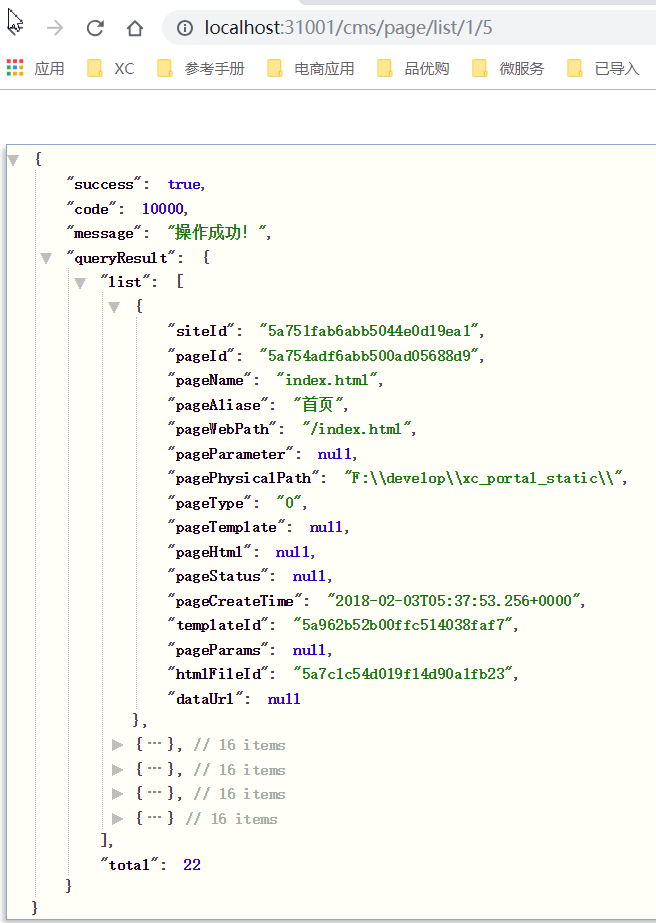 localhost:31001/cms/page/list/1/5
应用 XC 参考手册 电商应用 品优购 微服务 已导入
{
"success": true,
"code": 10000,
"message": "操作成功！",
"queryResult": {
"list": [
{
"siteId": "5a751fab6abb5044e0d19ea1",
"pageId": "5a754adf6abb500ad05688d9",
"pageName": "index.html",
"pageAliase": "首页",
"pageWebPath": "/index.html",
"pageParameter": null,
"pagePhysicalPath": "F:\\develop\\xc_portal_static\\",
"pageType": "0",
"pageTemplate": null,
"pageHtml": null,
"pageStatus": null,
"pageCreateTime": "2018-02-03T05:37:53.256+0000",
"templateId": "5a962b52b00ffc514038faf7",
"pageParams": null,
"htmlFileId": "5a7c1c54d019f14d90a1fb23",
"dataUrl": null
},
{ ⋯ }, // 16 items
{ ⋯ }, // 16 items
{ ⋯ }, // 16 items
{ ⋯ } // 16 items
],
"total": 22
}
}